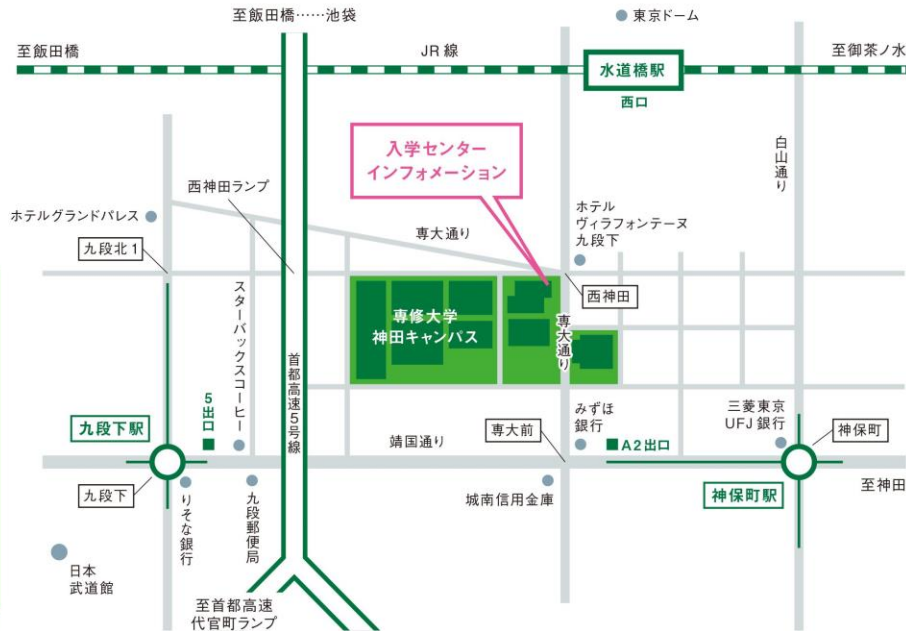 至飯田橋……池袋
東京ドーム
至飯田橋
JR線
水道橋駅
至御茶ノ水
西口
白山通り
入学センター
インフォメーション
西神田ランプ
ホテルグランドパレス
専大通り
ホテル
ヴィラフォンテーヌ
九段下
九段北1
西神田
スターバックスコーヒー
専修大学
神田キャンパス
専大通り
首都高速5号線
5出口
九段下駅
靖国通り
専大前
みずほ
銀行
A2出口
三菱東京
UFJ銀行
神保町
九段下
りそな銀行
九段郵便局
城南信用金庫
神保町駅
至神田
日本
武道館
至首都高速
代官町ランプ